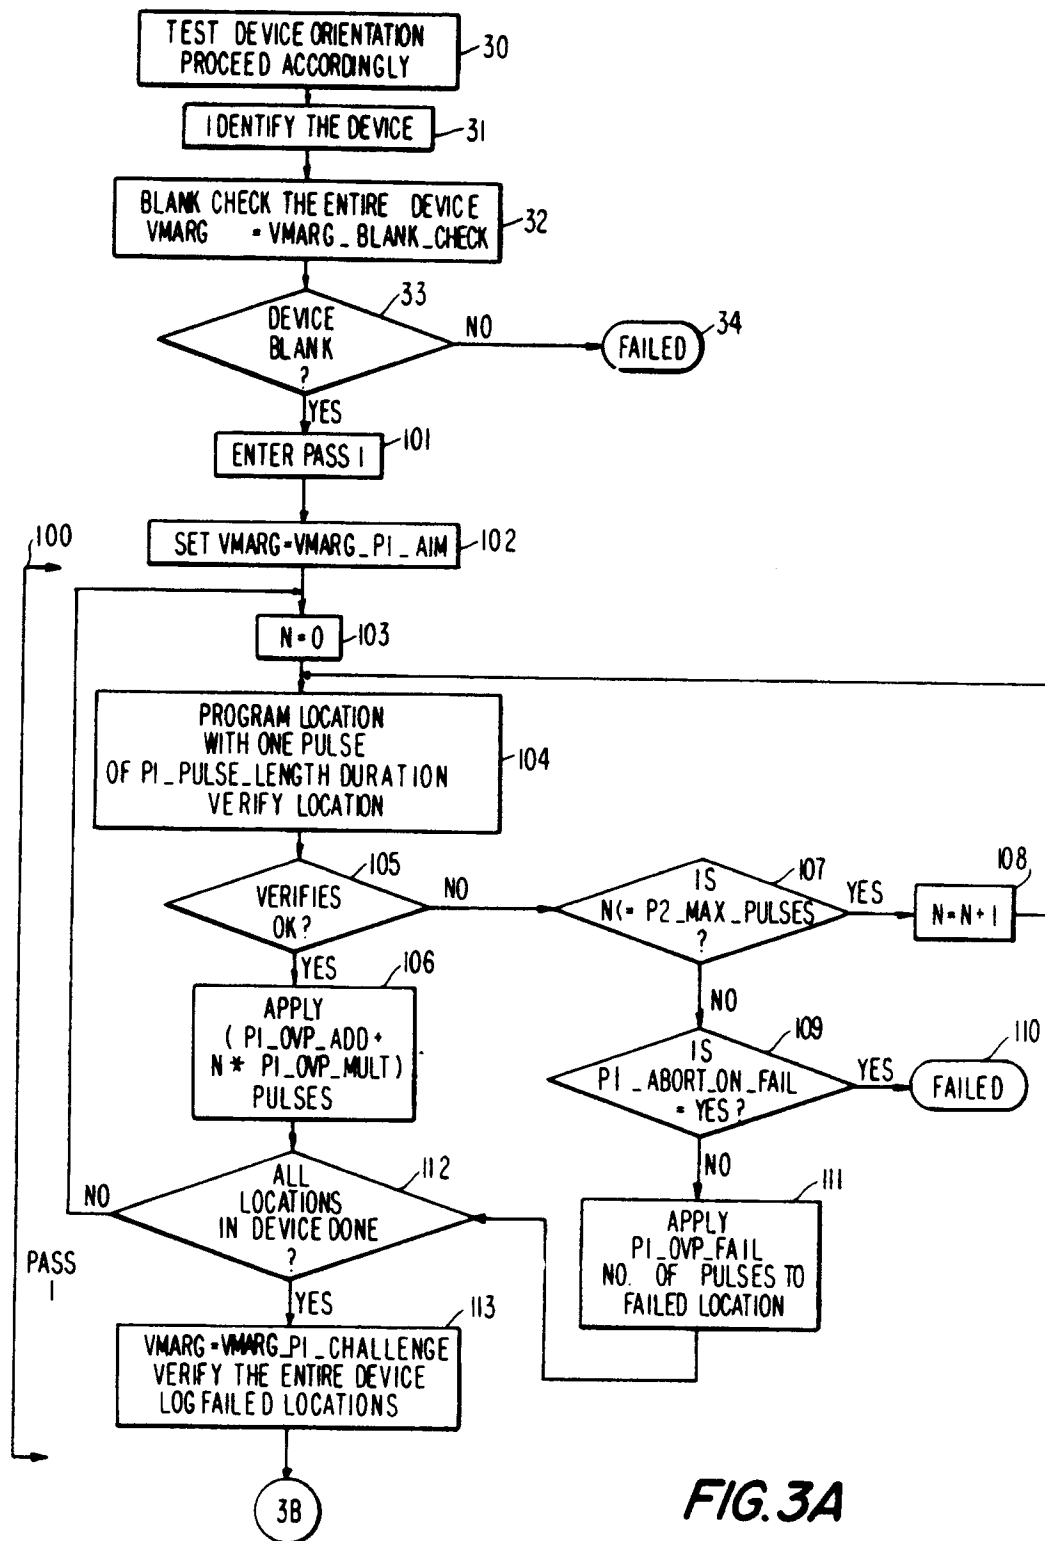 TEST DEVICE ORIENTATION
PROCEED ACCORDINGLY
30
IDENTIFY THE DEVICE
31
BLANK CHECK THE ENTIRE DEVICE
VMARG = VMARG_BLANK_CHECK
32
33
DEVICE
BLANK
?
NO
FAILED
34
YES
ENTER PASS 1
101
100
SET VMARG=VMARG_P1_AIM
102
N=0
103
PROGRAM LOCATION
WITH ONE PULSE
OF P1_PULSE_LENGTH DURATION
VERIFY LOCATION
104
105
VERIFIES
OK?
NO
107
IS
N<= P2_MAX_PULSES
?
YES
108
N=N+1
YES
106
APPLY
(P1_OVP_ADD+
N* P1_OVP_MULT)
PULSES
NO
109
IS
P1_ABORT_ON_FAIL
=YES?
YES
110
FAILED
NO
112
ALL
LOCATIONS
IN DEVICE DONE
?
NO
111
APPLY
P1_OVP_FAIL
NO. OF PULSES TO
FAILED LOCATION
PASS
1
YES
113
VMARG=VMARG_P1_CHALLENGE
VERIFY THE ENTIRE DEVICE
LOG FAILED LOCATIONS
3B
FIG.3A